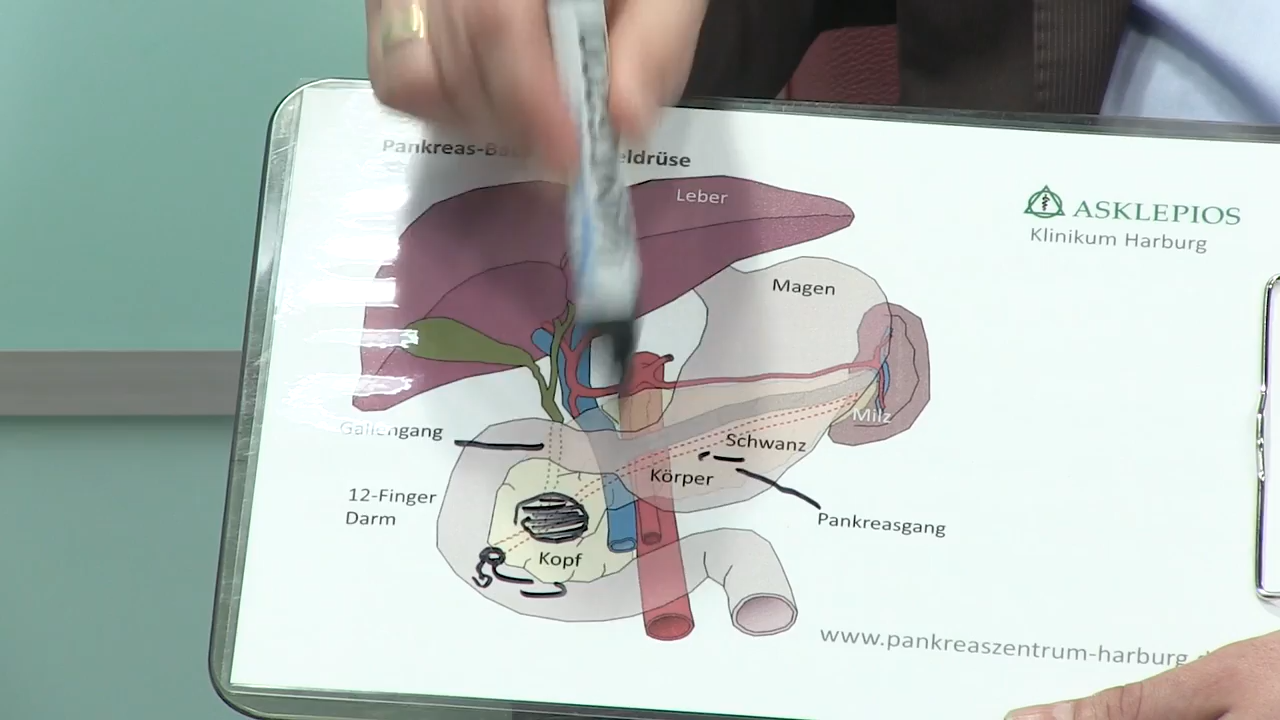 Pankreas-Ba eldrüse
Leber
ASKLEPIOS
Klinikum Harburg
Magen
Milz
Gallengang
Schwanz
Körper
12-Finger
Darm
Pankreasgang
Kopf
www.pankreaszentrum-harburg.d